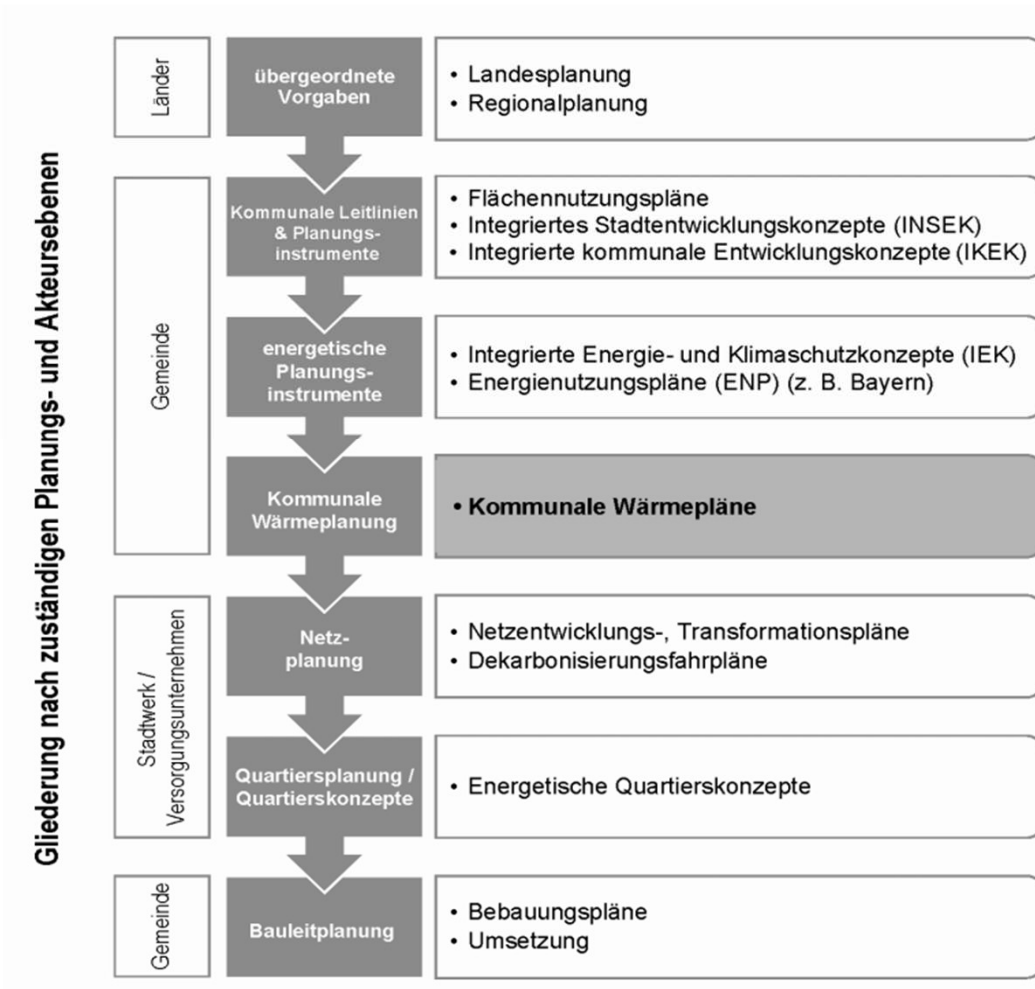 Gliederung nach zuständigen Planungs- und Akteursebenen
Länder
übergeordnete
Vorgaben
• Landesplanung
• Regionalplanung
Gemeinde
Kommunale Leitlinien
& Planungs-
instrumente
• Flächennutzungspläne
• Integriertes Stadtentwicklungskonzepte (INSEK)
• Integrierte kommunale Entwicklungskonzepte (IKEK)
energetische
Planungs-
instrumente
• Integrierte Energie- und Klimaschutzkonzepte (IEK)
• Energienutzungspläne (ENP) (z. B. Bayern)
Kommunale
Wärmeplanung
• Kommunale Wärmepläne
Stadtwerk /
Versorgungsunternehmen
Netz-
planung
• Netzentwicklungs-, Transformationspläne
• Dekarbonisierungsfahrpläne
Quartiersplanung /
Quartierskonzepte
• Energetische Quartierskonzepte
Gemeinde
Bauleitplanung
• Bebauungspläne
• Umsetzung